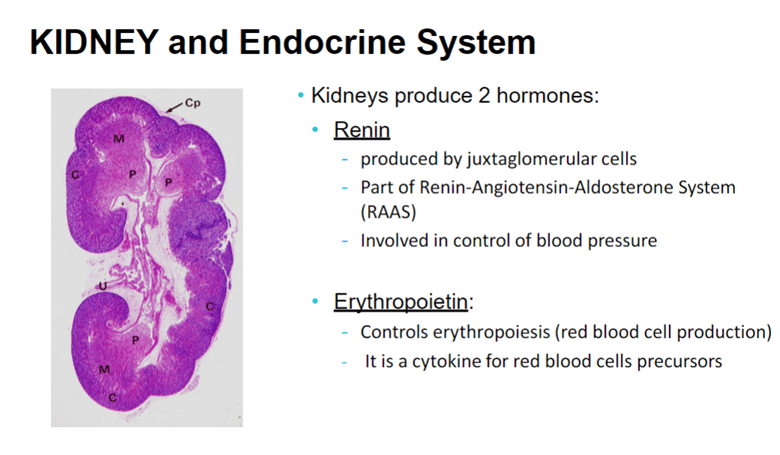 KIDNEY and Endocrine System
Cp
M
C
P
P
U
C
P
M
C
• Kidneys produce 2 hormones:
• Renin
- produced by juxtaglomerular cells
- Part of Renin-Angiotensin-Aldosterone System
(RAAS)
- Involved in control of blood pressure
• Erythropoietin:
- Controls erythropoiesis (red blood cell production)
- It is a cytokine for red blood cells precursors